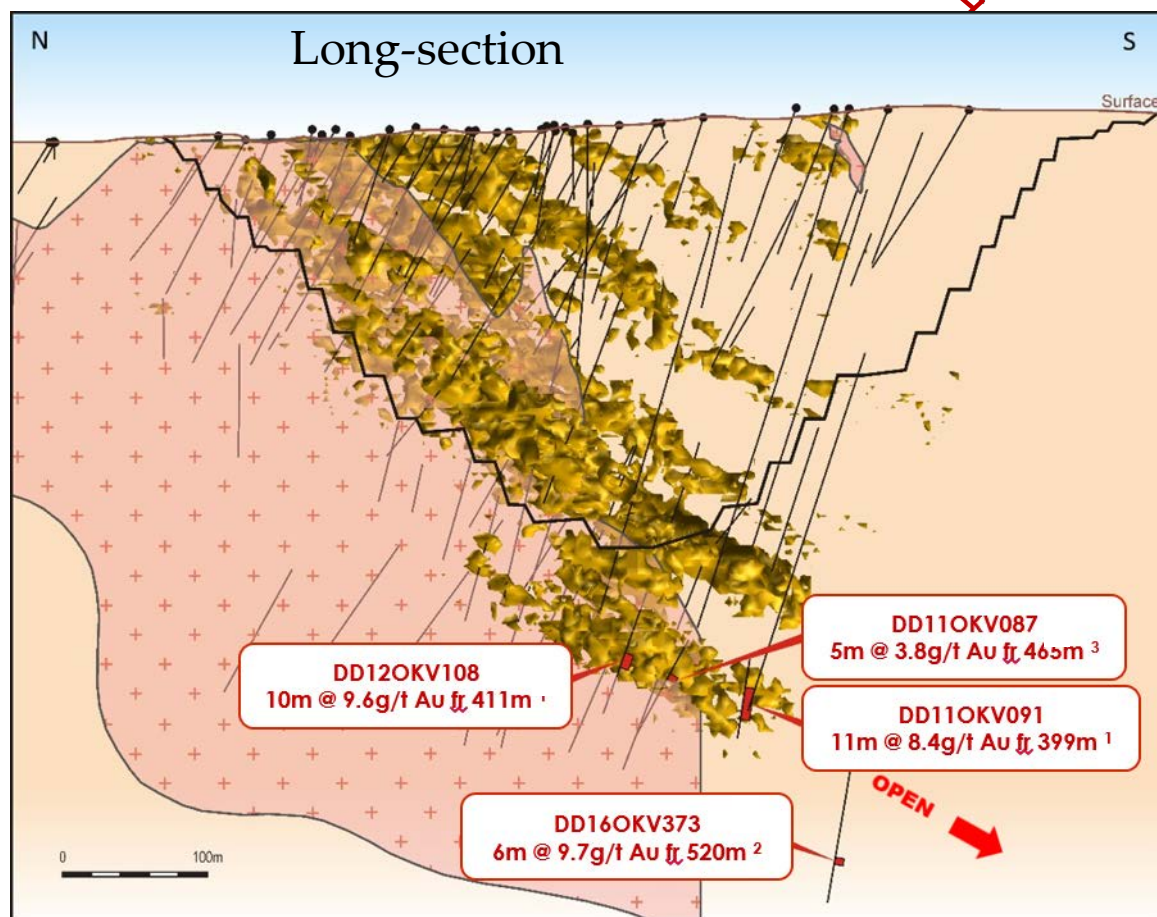 N
Long-section
S
Surface
DD11OKV087
5m @ 3.8g/t Au fr 465m ³
DD12OKV108
10m @ 9.6g/t Au fr 411m ¹
DD11OKV091
11m @ 8.4g/t Au fr 399m ¹
OPEN
DD16OKV373
6m @ 9.7g/t Au fr 520m ²
0 100m